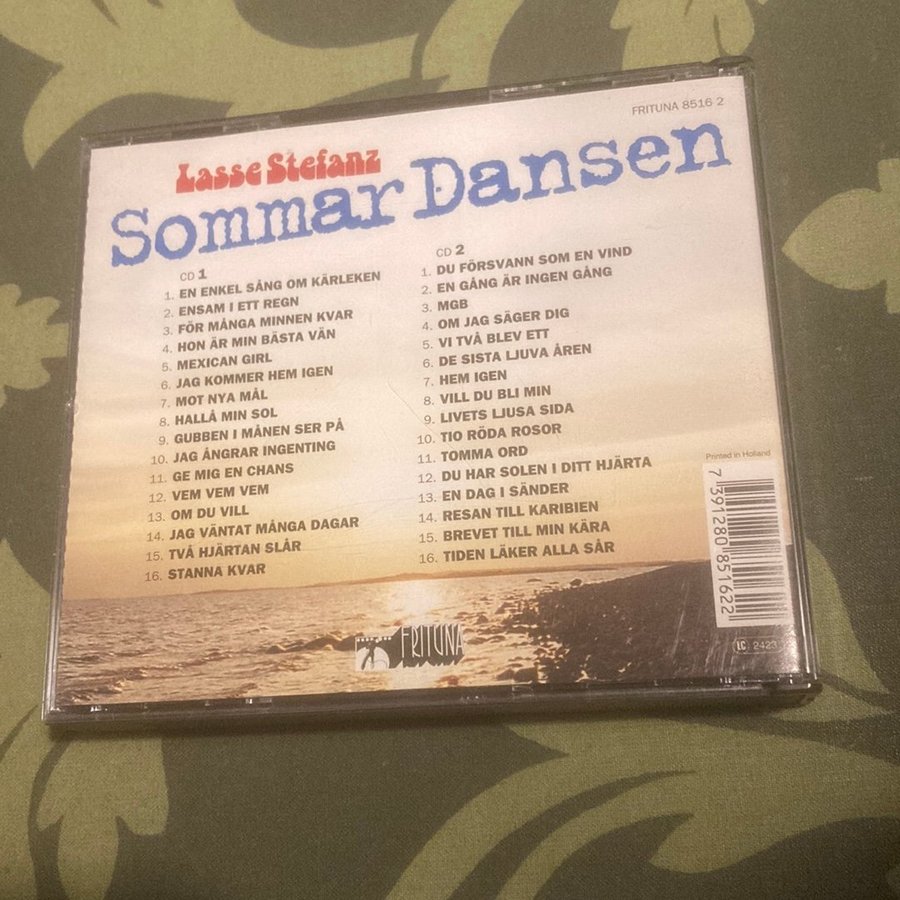 FRITUNA 8516 2
Lasse Stefanz
Sommar Dansen
CD 1
1. EN ENKEL SÅNG OM KÄRLEKEN
2. ENSAM I ETT REGN
3. FÖR MÅNGA MINNEN KVAR
4. HON ÄR MIN BÄSTA VÄN
5. MEXICAN GIRL
6. JAG KOMMER HEM IGEN
7. MOT NYA MÅL
8. HALLÅ MIN SOL
9. GUBBEN I MÅNEN SER PÅ
10. JAG ÅNGRAR INGENTING
11. GE MIG EN CHANS
12. VEM VEM VEM
13. OM DU VILL
14. JAG VÄNTAT MÅNGA DAGAR
15. TVÅ HJÄRTAN SLÅR
16. STANNA KVAR
CD 2
1. DU FÖRSVANN SOM EN VIND
2. EN GÅNG ÄR INGEN GÅNG
3. MGB
4. OM JAG SÄGER DIG
5. VI TVÅ BLEV ETT
6. DE SISTA LJUVA ÅREN
7. HEM IGEN
8. VILL DU BLI MIN
9. LIVETS LJUSA SIDA
10. TIO RÖDA ROSOR
11. TOMMA ORD
12. DU HAR SOLEN I DITT HJÄRTA
13. EN DAG I SÄNDER
14. RESAN TILL KARIBIEN
15. BREVET TILL MIN KÄRA
16. TIDEN LÄKER ALLA SÅR
Printed in Holland
7 391280 851622
LC 2423
FRITUNA